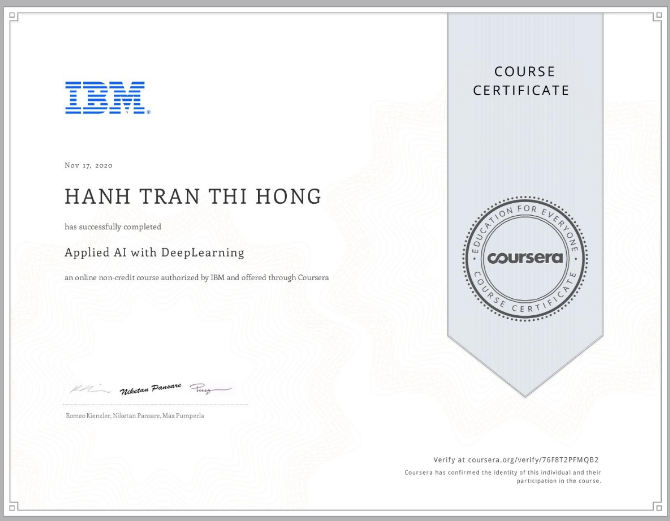 IBM
COURSE
CERTIFICATE
Nov 17, 2020
HANH TRAN THI HONG
has successfully completed
Applied AI with DeepLearning
an online non-credit course authorized by IBM and offered through Coursera
EDUCATION FOR EVERYONE
coursera
COURSE CERTIFICATE
Niketan Pansare
Romeo Kienzler, Niketan Pansare, Max Pumperla
Verify at coursera.org/verify/76F8T2PFMQB2
Coursera has confirmed the identity of this individual and their
participation in the course.